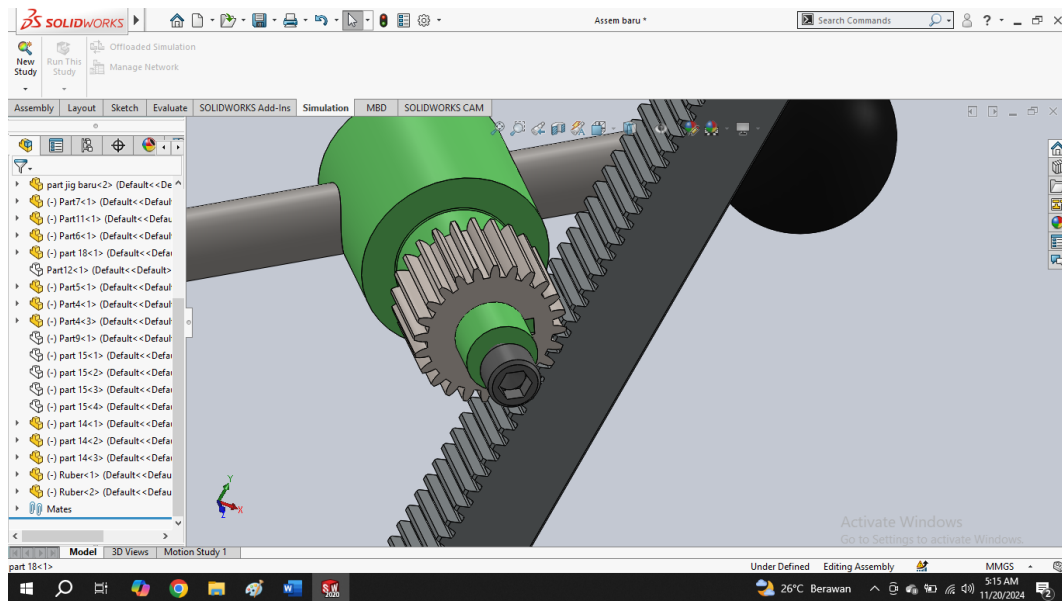 SOLIDWORKS
Assem baru *
Search Commands
New Study
Run This Study
Offloaded Simulation
Manage Network
Assembly
Layout
Sketch
Evaluate
SOLIDWORKS Add-Ins
Simulation
MBD
SOLIDWORKS CAM
part jig baru<2> (Default<<De
(-) Part7<1> (Default<<Defaul
(-) Part11<1> (Default<<Defau
(-) Part6<1> (Default<<Defaul
(-) part 18<1> (Default<<Defa
Part12<1> (Default<<Default>
(-) Part5<1> (Default<<Defaul
(-) Part4<1> (Default<<Defaul
(-) Part4<3> (Default<<Defaul
(-) Part9<1> (Default<<Defaul
(-) part 15<1> (Default<<Defa
(-) part 15<2> (Default<<Defa
(-) part 15<3> (Default<<Defa
(-) part 15<4> (Default<<Defa
(-) part 14<1> (Default<<Defa
(-) part 14<2> (Default<<Defa
(-) part 14<3> (Default<<Defa
(-) Ruber<1> (Default<<Defau
(-) Ruber<2> (Default<<Defau
Mates
Y
X
Z
Activate Windows
Go to Settings to activate Windows.
Model
3D Views
Motion Study 1
part 18<1>
Under Defined
Editing Assembly
MMGS
SW
2020
26°C Berawan
5:15 AM
11/20/2024
2